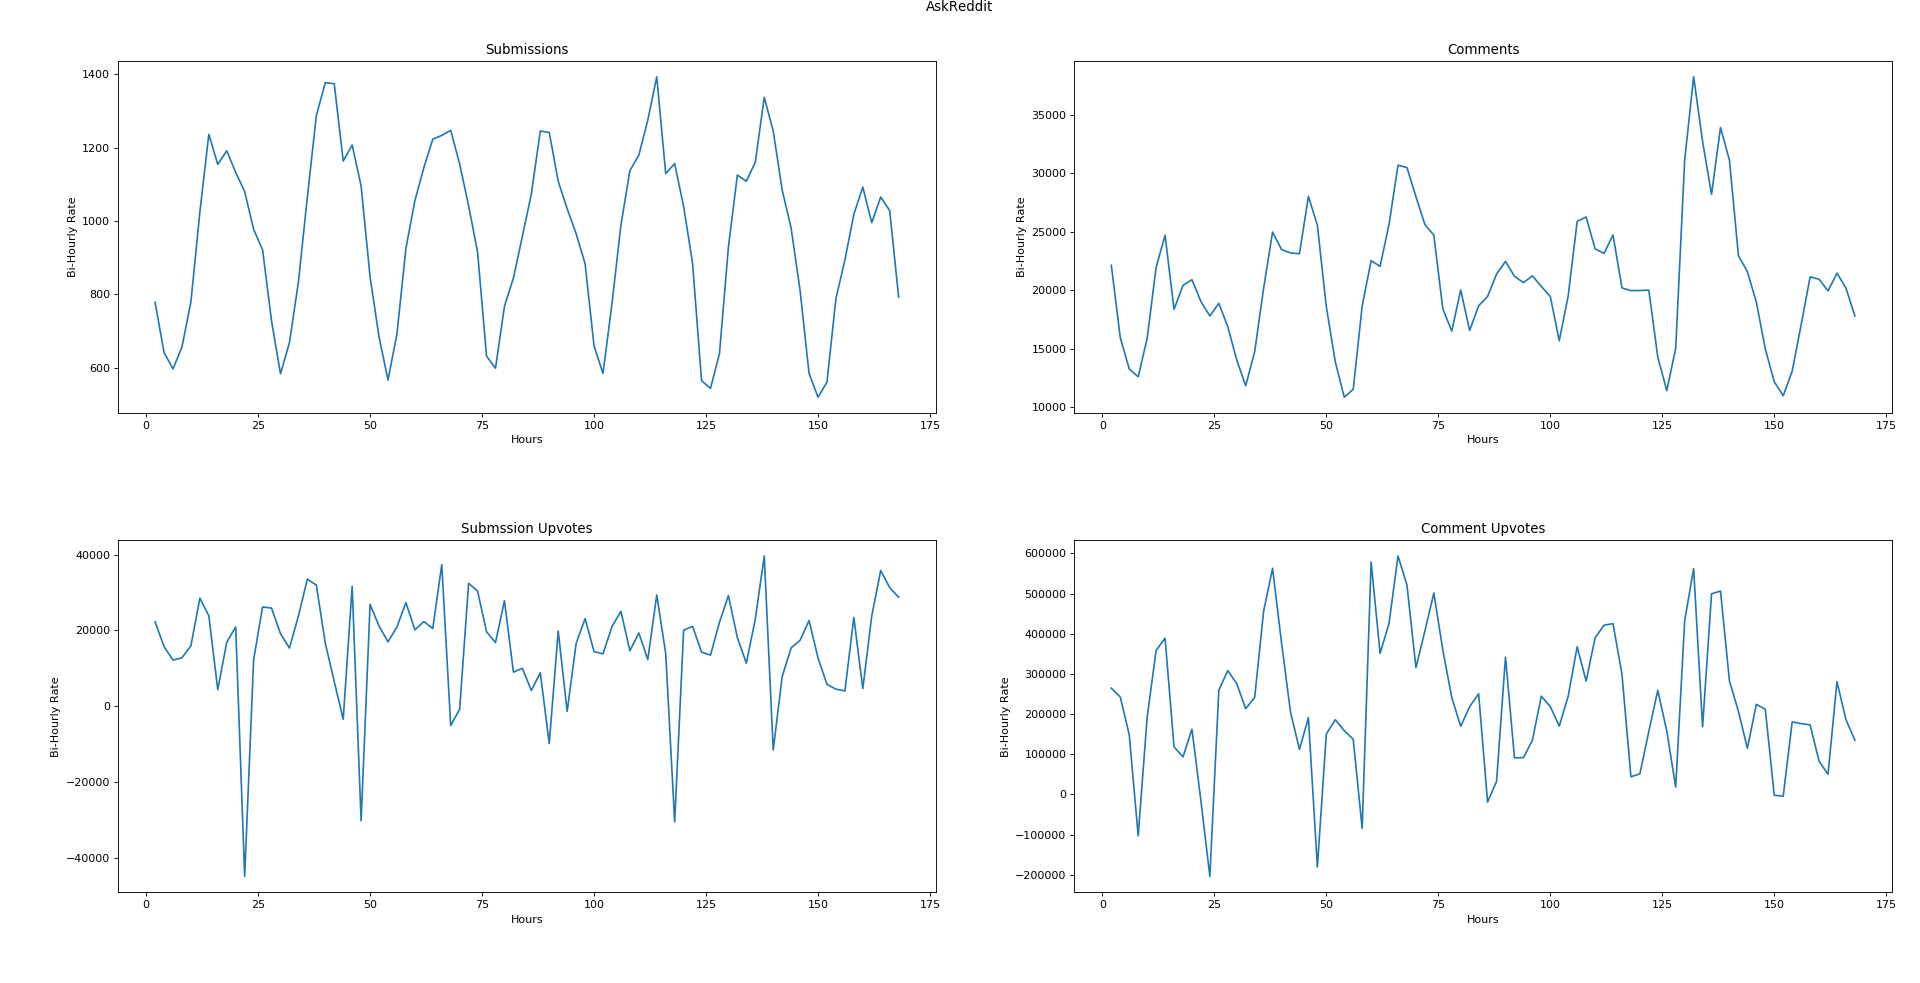 AskReddit
Submissions
Bi-Hourly Rate
1400
1200
1000
800
600
0 25 50 75 100 125 150 175
Hours
Comments
Bi-Hourly Rate
35000
30000
25000
20000
15000
10000
0 25 50 75 100 125 150 175
Hours
Submssion Upvotes
Bi-Hourly Rate
40000
20000
0
−20000
−40000
0 25 50 75 100 125 150 175
Hours
Comment Upvotes
Bi-Hourly Rate
600000
500000
400000
300000
200000
100000
0
−100000
−200000
0 25 50 75 100 125 150 175
Hours